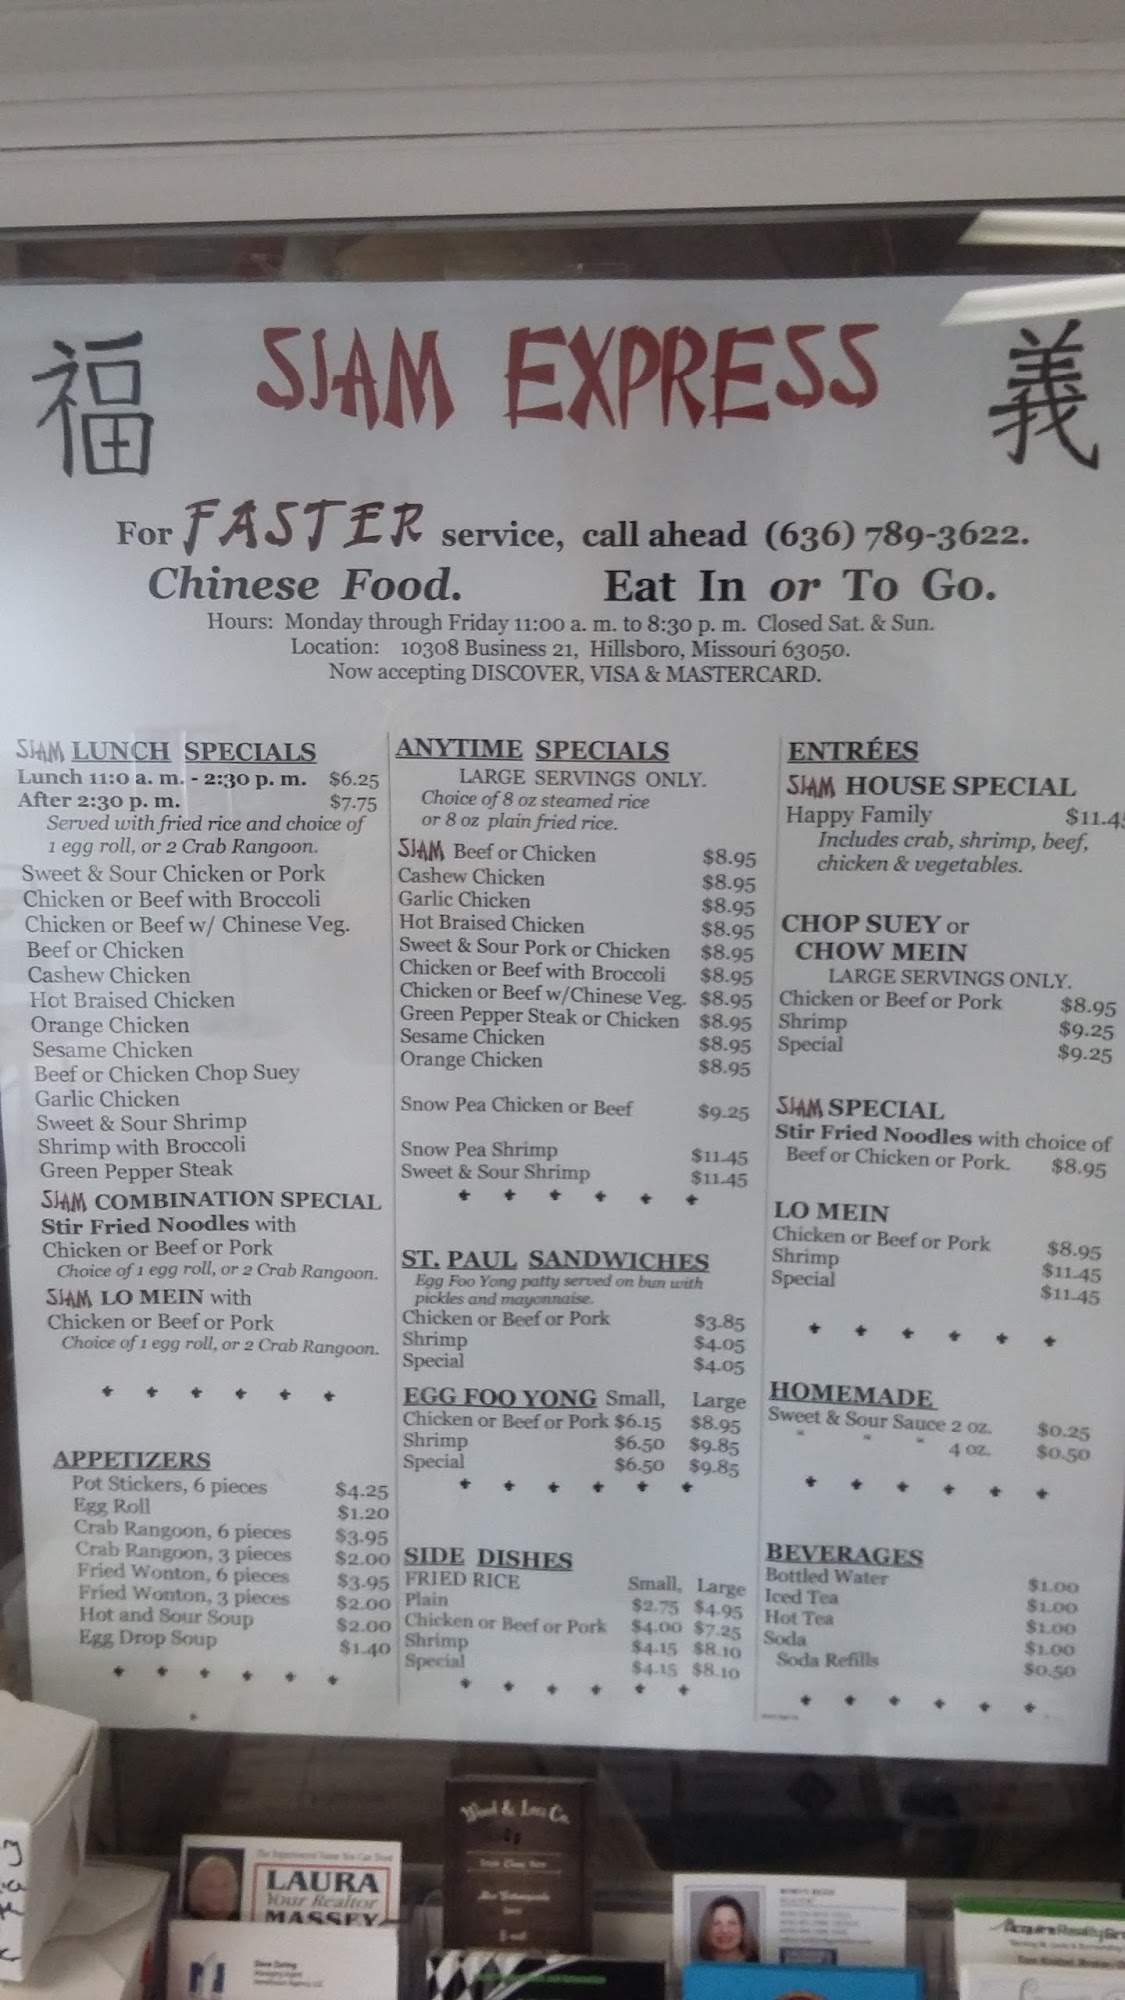 福 SIAM EXPRESS 義
For FASTER service, call ahead (636) 789-3622.
Chinese Food. Eat In or To Go.
Hours: Monday through Friday 11:00 a. m. to 8:30 p. m. Closed Sat. & Sun.
Location: 10308 Business 21, Hillsboro, Missouri 63050.
Now accepting DISCOVER, VISA & MASTERCARD.
SIAM LUNCH SPECIALS
Lunch 11:0 a. m. - 2:30 p. m. $6.25
After 2:30 p. m. $7.75
Served with fried rice and choice of
1 egg roll, or 2 Crab Rangoon.
Sweet & Sour Chicken or Pork
Chicken or Beef with Broccoli
Chicken or Beef w/ Chinese Veg.
Beef or Chicken
Cashew Chicken
Hot Braised Chicken
Orange Chicken
Sesame Chicken
Beef or Chicken Chop Suey
Garlic Chicken
Sweet & Sour Shrimp
Shrimp with Broccoli
Green Pepper Steak
SIAM COMBINATION SPECIAL
Stir Fried Noodles with
Chicken or Beef or Pork
Choice of 1 egg roll, or 2 Crab Rangoon.
SIAM LO MEIN with
Chicken or Beef or Pork
Choice of 1 egg roll, or 2 Crab Rangoon.
APPETIZERS
Pot Stickers, 6 pieces $4.25
Egg Roll $1.20
Crab Rangoon, 6 pieces $3.95
Crab Rangoon, 3 pieces $2.00
Fried Wonton, 6 pieces $3.95
Fried Wonton, 3 pieces $2.00
Hot and Sour Soup $2.00
Egg Drop Soup $1.40
ANYTIME SPECIALS
LARGE SERVINGS ONLY.
Choice of 8 oz steamed rice
or 8 oz plain fried rice.
SIAM Beef or Chicken $8.95
Cashew Chicken $8.95
Garlic Chicken $8.95
Hot Braised Chicken $8.95
Sweet & Sour Pork or Chicken $8.95
Chicken or Beef with Broccoli $8.95
Chicken or Beef w/Chinese Veg. $8.95
Green Pepper Steak or Chicken $8.95
Sesame Chicken $8.95
Orange Chicken $8.95
Snow Pea Chicken or Beef $9.25
Snow Pea Shrimp $11.45
Sweet & Sour Shrimp $11.45
ST. PAUL SANDWICHES
Egg Foo Yong patty served on bun with
pickles and mayonnaise.
Chicken or Beef or Pork $3.85
Shrimp $4.05
Special $4.05
EGG FOO YONG Small, Large
Chicken or Beef or Pork $6.15 $8.95
Shrimp $6.50 $9.85
Special $6.50 $9.85
SIDE DISHES
FRIED RICE Small, Large
Plain $2.75 $4.95
Chicken or Beef or Pork $4.00 $7.25
Shrimp $4.15 $8.10
Special $4.15 $8.10
ENTRÉES
SIAM HOUSE SPECIAL
Happy Family $11.45
Includes crab, shrimp, beef,
chicken & vegetables.
CHOP SUEY or
CHOW MEIN
LARGE SERVINGS ONLY.
Chicken or Beef or Pork $8.95
Shrimp $9.25
Special $9.25
SIAM SPECIAL
Stir Fried Noodles with choice of
Beef or Chicken or Pork. $8.95
LO MEIN
Chicken or Beef or Pork $8.95
Shrimp $11.45
Special $11.45
HOMEMADE
Sweet & Sour Sauce 2 oz. $0.25
" " " 4 oz. $0.50
BEVERAGES
Bottled Water $1.00
Iced Tea $1.00
Hot Tea $1.00
Soda $1.00
Soda Refills $0.50
LAURA
Your Realtor
MASSEY